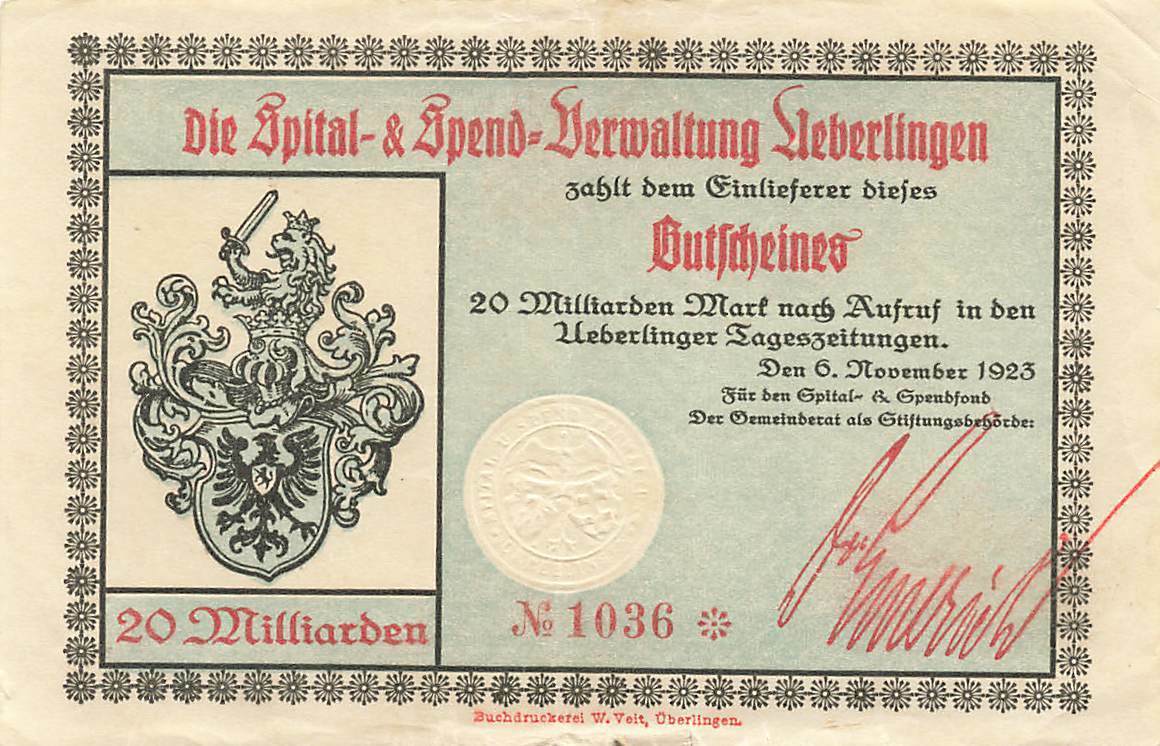 Die Spital- & Spend-Verwaltung Ueberlingen
zahlt dem Einlieferer dieses
Gutscheines
20 Milliarden Mark nach Aufruf in den
Ueberlinger Tageszeitungen.
Den 6. November 1923
Für den Spital- & Spendfond
Der Gemeinderat als Stiftungsbehörde:
20 Milliarden
№ 1036
Buchdruckerei W. Veit, Überlingen.